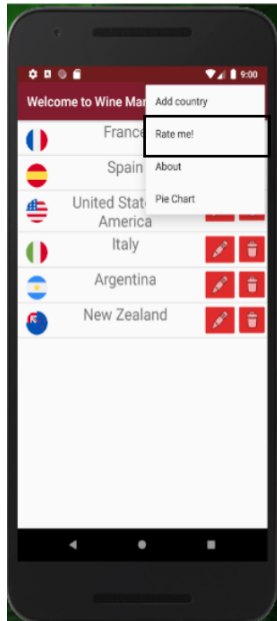 9:00
Welcome to Wine Mar
Add country
Rate me!
About
Pie Chart
France
Spain
United Stat
America
Italy
Argentina
New Zealand